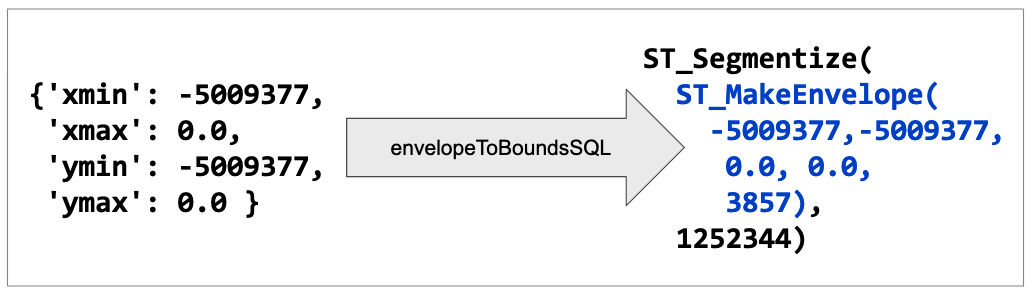 {'xmin': -5009377,
'xmax': 0.0,
'ymin': -5009377,
'ymax': 0.0 }
envelopeToBoundsSQL
ST_Segmentize(
ST_MakeEnvelope(
-5009377,-5009377,
0.0, 0.0,
3857),
1252344)